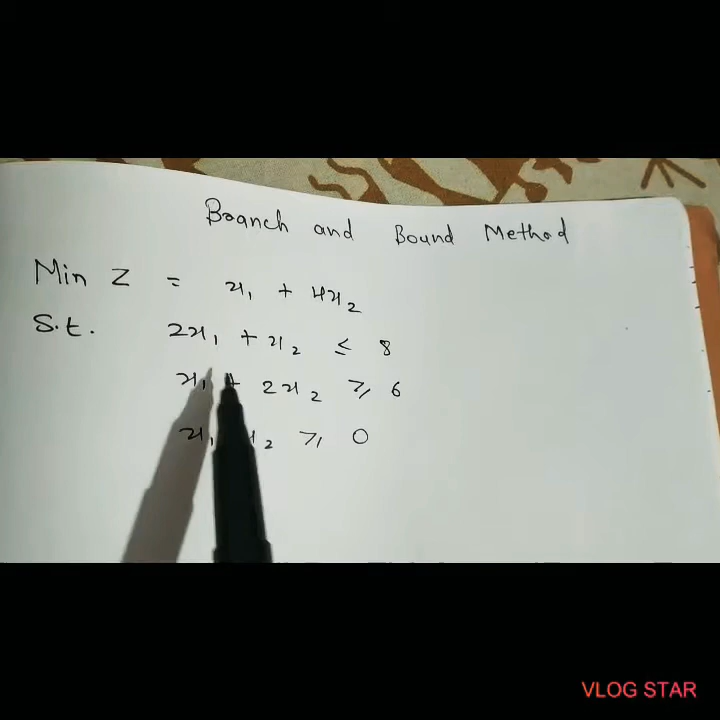 Branch and Bound Method
Min Z = x₁ + 4x₂
S.t. 2x₁ + x₂ ≤ 8
x₁ + 2x₂ ≥ 6
x₁ x₂ ≥ 0
VLOG STAR